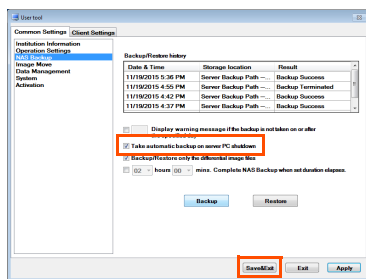 User tool
Common Settings Client Settings
Institution Information
Operation Settings
NAS Backup
Image Move
Data Management
System
Activation
Backup/Restore history
Date & Time Storage location Result
11/19/2015 5:36 PM Server Backup Path --... Backup Success
11/19/2015 4:55 PM Server Backup Path --... Backup Terminated
11/19/2015 4:42 PM Server Backup Path --... Backup Success
11/19/2015 4:37 PM Server Backup Path --... Backup Success
Display warning message if the backup is not taken on or after
Take automatic backup on server PC shutdown
Backup/Restore only the differential image files
02 hours 00 mins. Complete NAS Backup when set duration elapses.
Backup Restore
Save&Exit Exit Apply